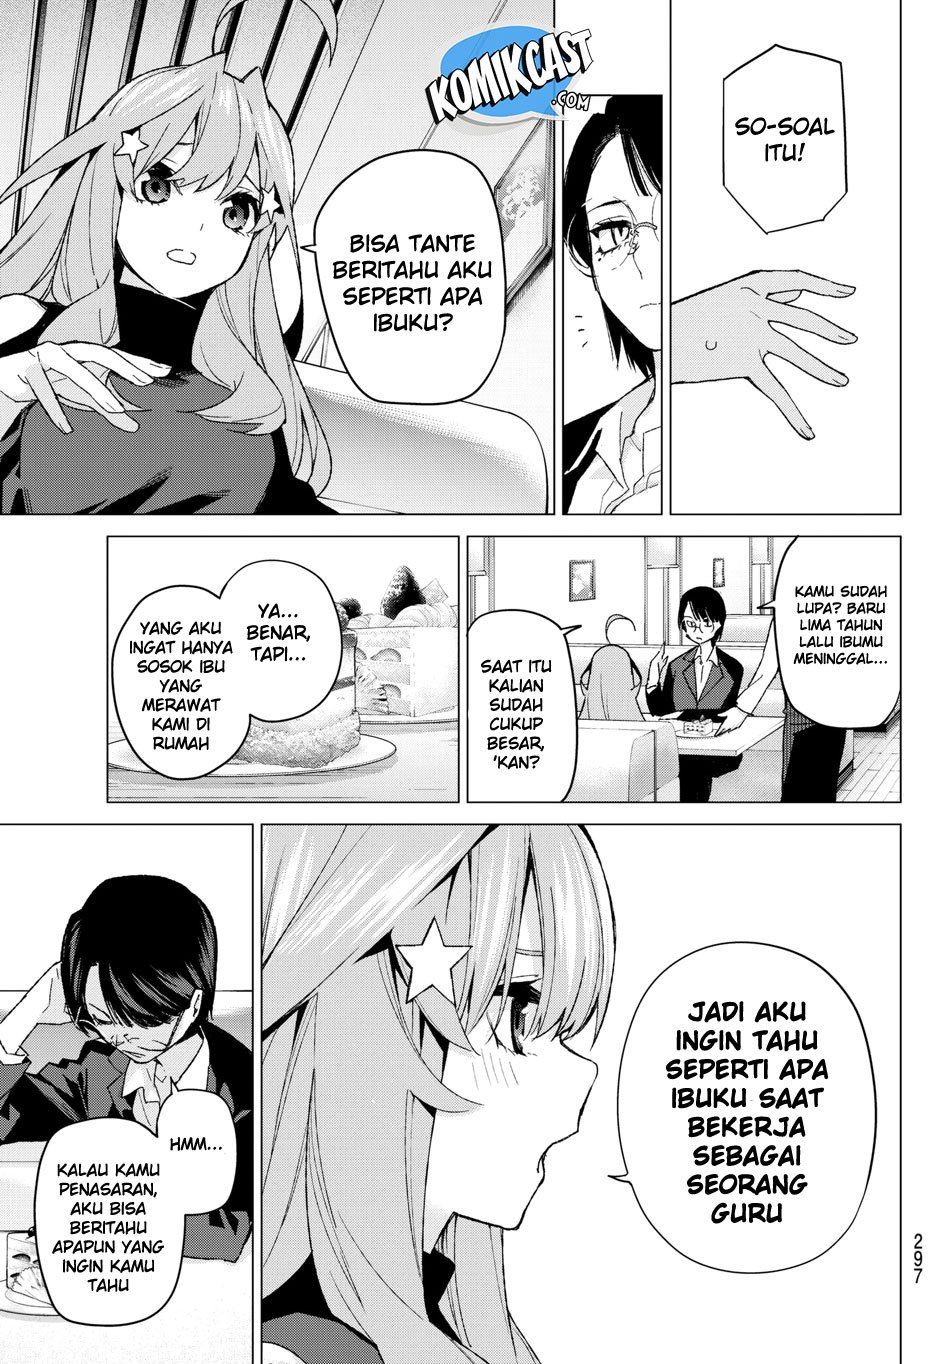 KOMIKCAST
.COM
SO-SOAL
ITU!
BISA TANTE
BERITAHU AKU
SEPERTI APA
IBUKU?
KAMU SUDAH
LUPA? BARU
LIMA TAHUN
LALU IBUMU
MENINGGAL...
SAAT ITU
KALIAN
SUDAH
CUKUP
BESAR,
'KAN?
YA...
BENAR,
TAPI...
YANG AKU
INGAT HANYA
SOSOK IBU
YANG
MERAWAT
KAMI DI
RUMAH
JADI AKU
INGIN TAHU
SEPERTI APA
IBUKU SAAT
BEKERJA
SEBAGAI
SEORANG
GURU
HMM...
KALAU KAMU
PENASARAN,
AKU BISA
BERITAHU
APAPUN YANG
INGIN KAMU
TAHU
297